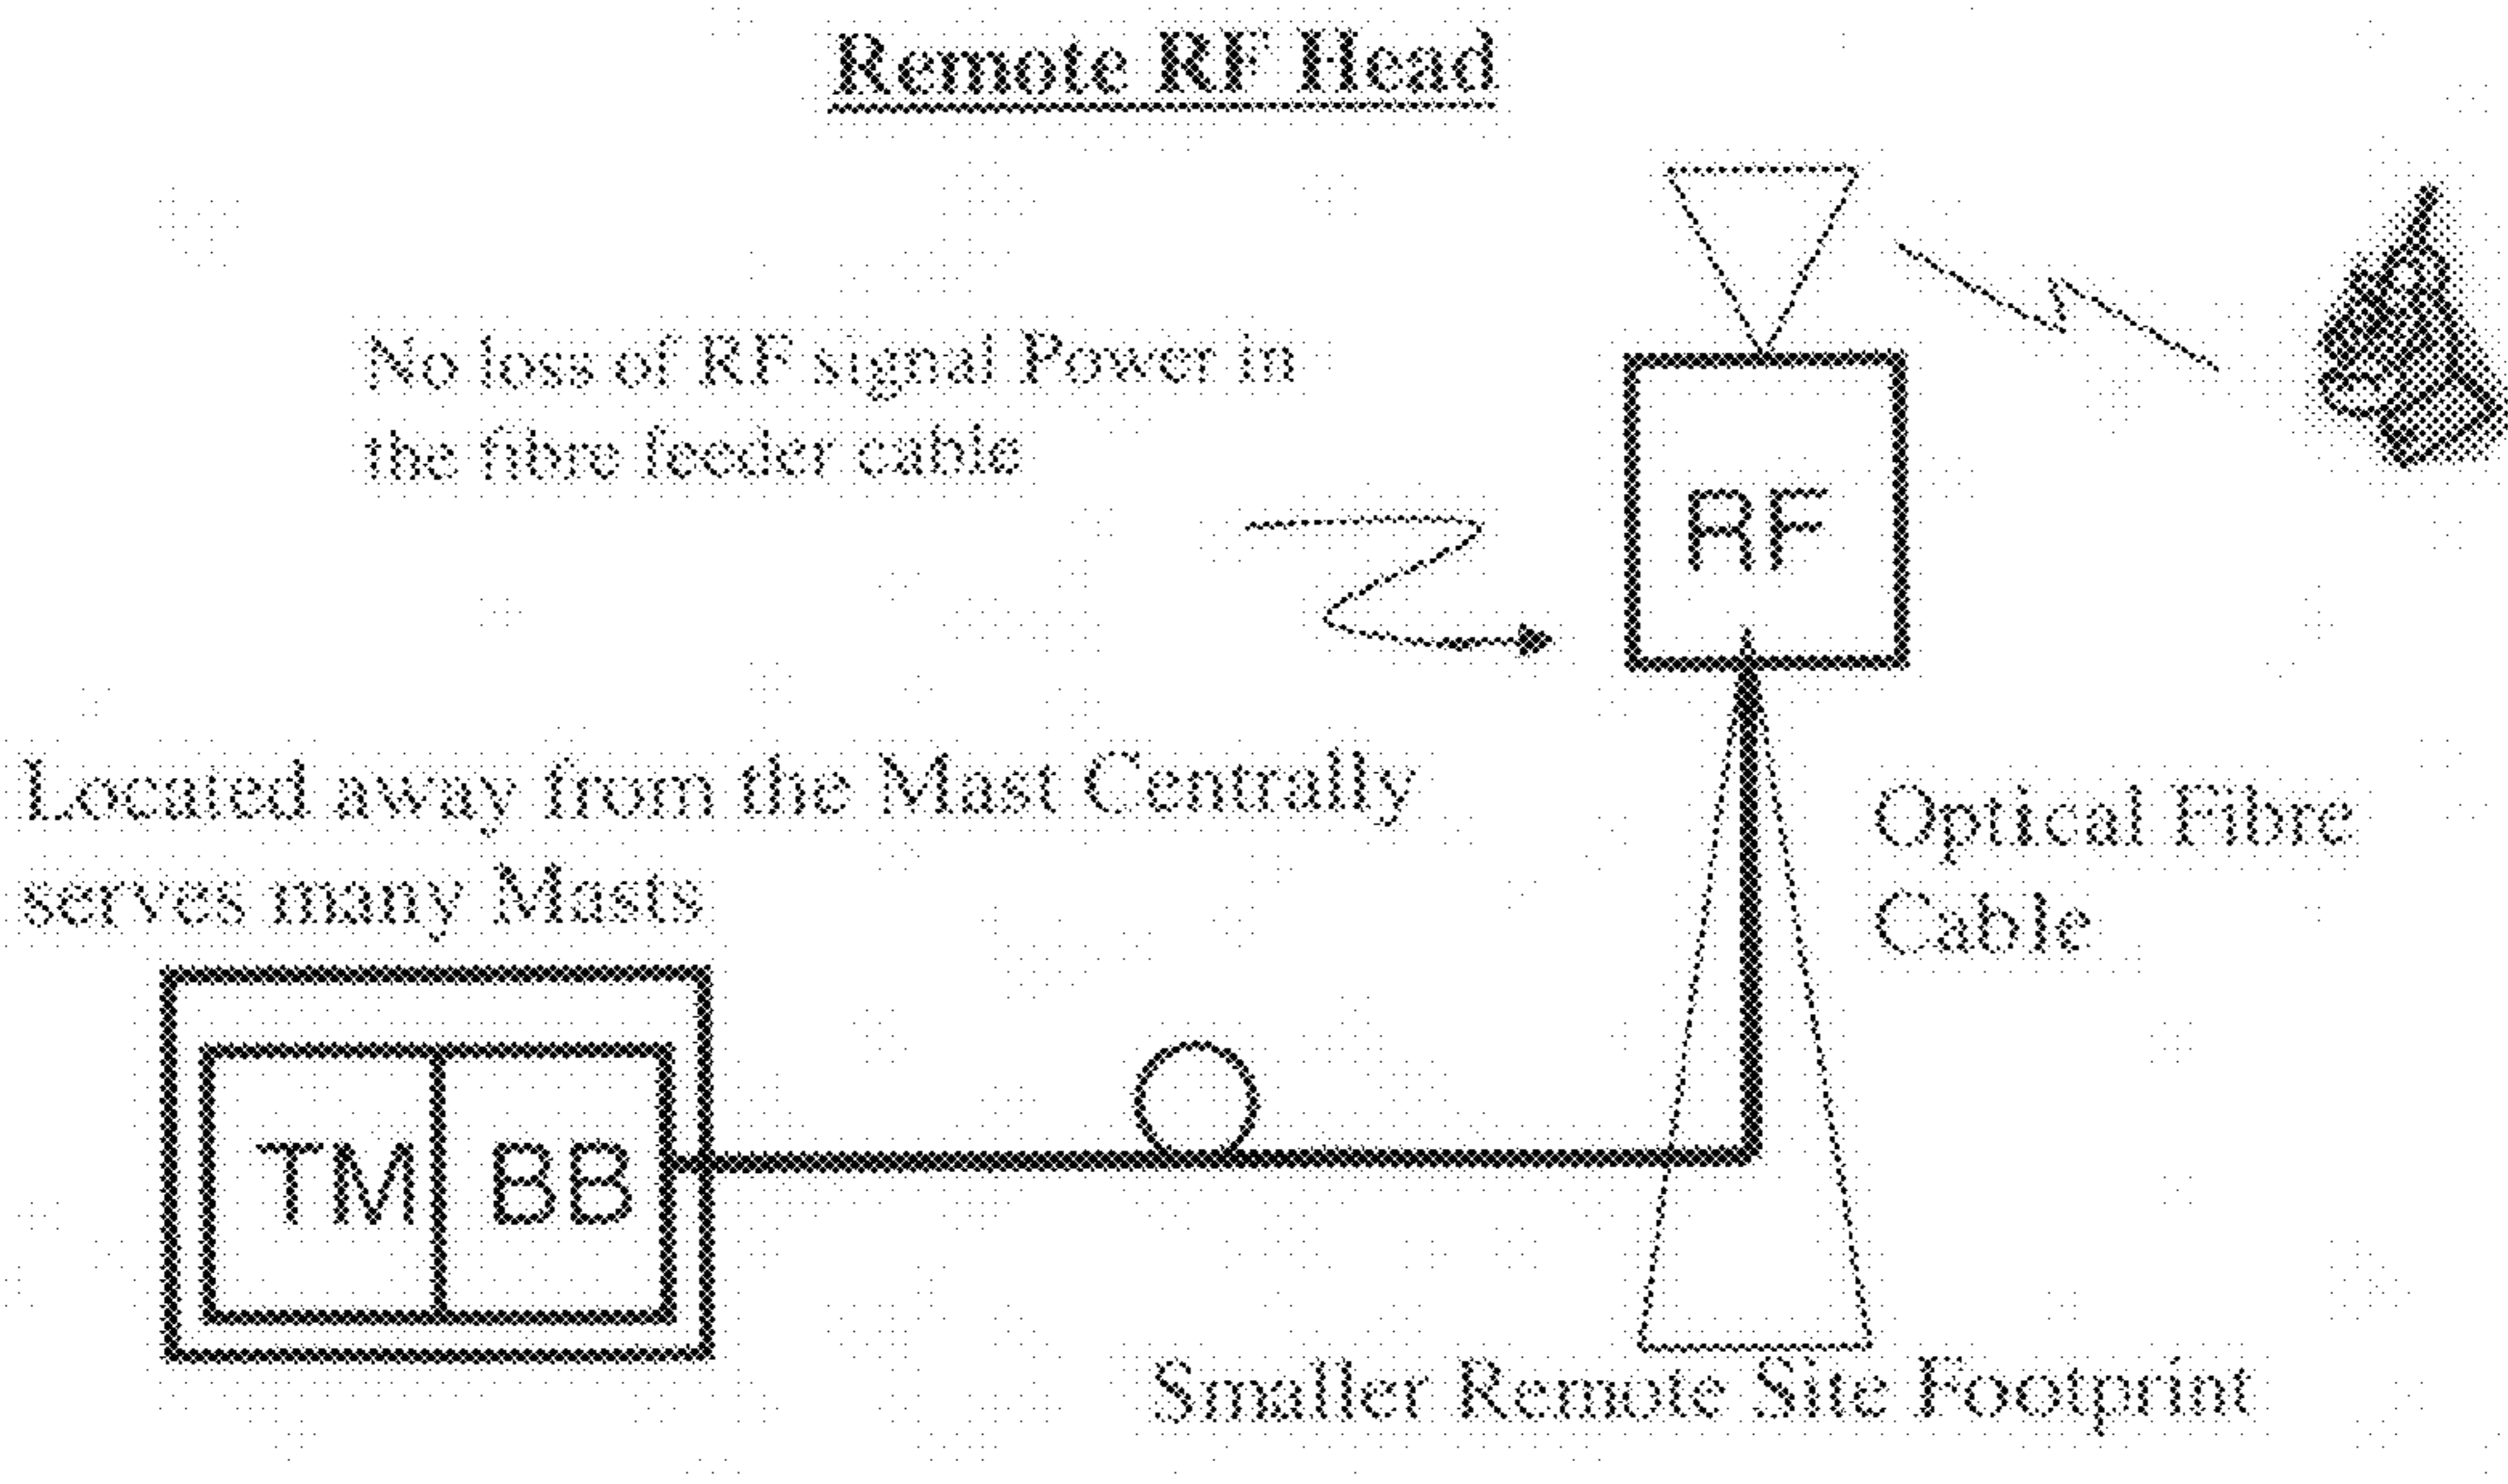 Remote RF Head
No loss of RF signal Power in
the fibre feeder cable
RF
Located away from the Mast Centrally
serves many Masts
Optical Fibre
Cable
TM BB
Smaller Remote Site Footprint